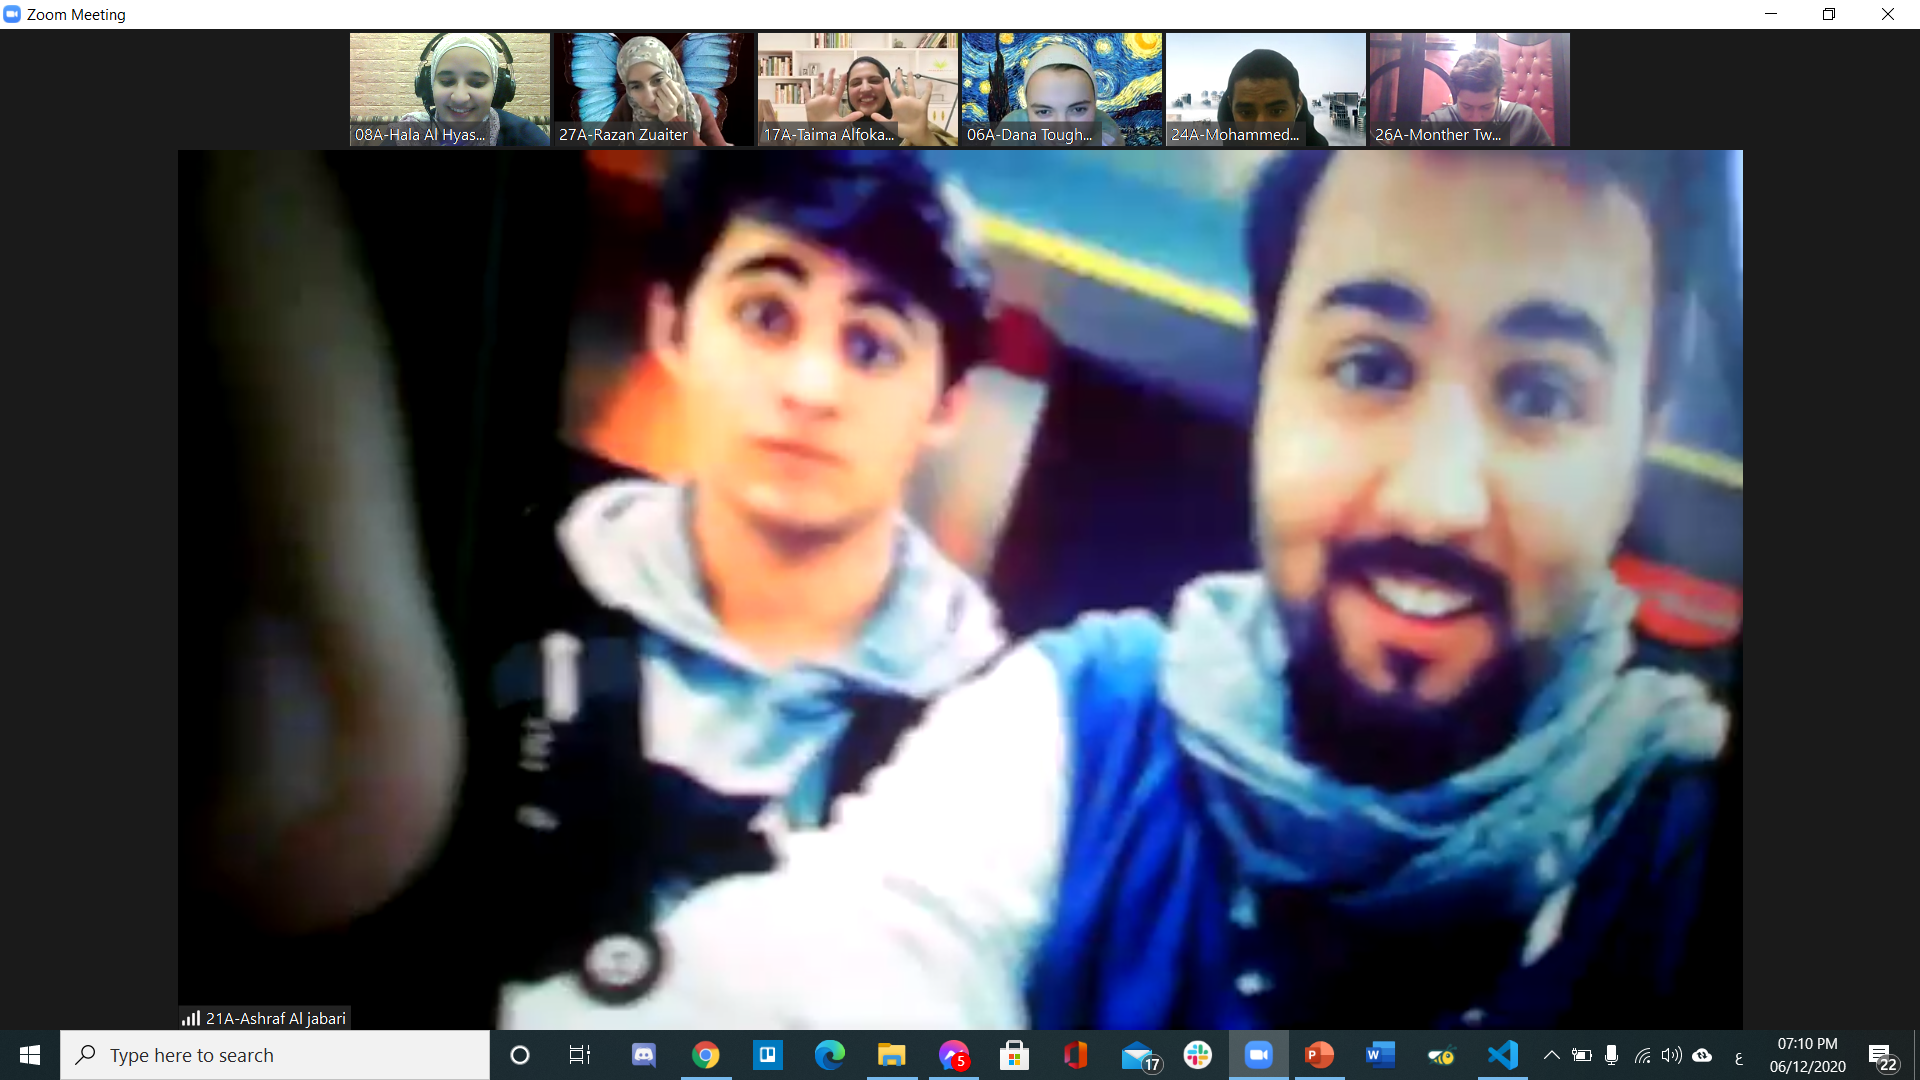 Zoom Meeting
08A-Hala Al Hyas...
27A-Razan Zuaiter
17A-Taima Alfoka...
06A-Dana Tough...
24A-Mohammed...
26A-Monther Tw...
21A-Ashraf Al jabari
Type here to search
5
17
ع
07:10 PM
06/12/2020
22